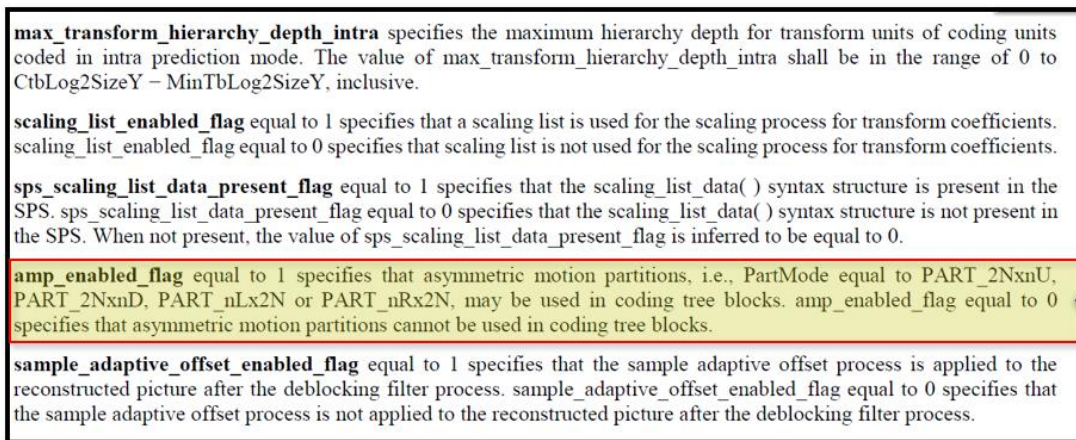 max_transform_hierarchy_depth_intra specifies the maximum hierarchy depth for transform units of coding units
coded in intra prediction mode. The value of max_transform_hierarchy_depth_intra shall be in the range of 0 to
CtbLog2SizeY − MinTbLog2SizeY, inclusive.
scaling_list_enabled_flag equal to 1 specifies that a scaling list is used for the scaling process for transform coefficients.
scaling_list_enabled_flag equal to 0 specifies that scaling list is not used for the scaling process for transform coefficients.
sps_scaling_list_data_present_flag equal to 1 specifies that the scaling_list_data( ) syntax structure is present in the
SPS. sps_scaling_list_data_present_flag equal to 0 specifies that the scaling_list_data( ) syntax structure is not present in
the SPS. When not present, the value of sps_scaling_list_data_present_flag is inferred to be equal to 0.
amp_enabled_flag equal to 1 specifies that asymmetric motion partitions, i.e., PartMode equal to PART_2NxnU,
PART_2NxnD, PART_nLx2N or PART_nRx2N, may be used in coding tree blocks. amp_enabled_flag equal to 0
specifies that asymmetric motion partitions cannot be used in coding tree blocks.
sample_adaptive_offset_enabled_flag equal to 1 specifies that the sample adaptive offset process is applied to the
reconstructed picture after the deblocking filter process. sample_adaptive_offset_enabled_flag equal to 0 specifies that
the sample adaptive offset process is not applied to the reconstructed picture after the deblocking filter process.